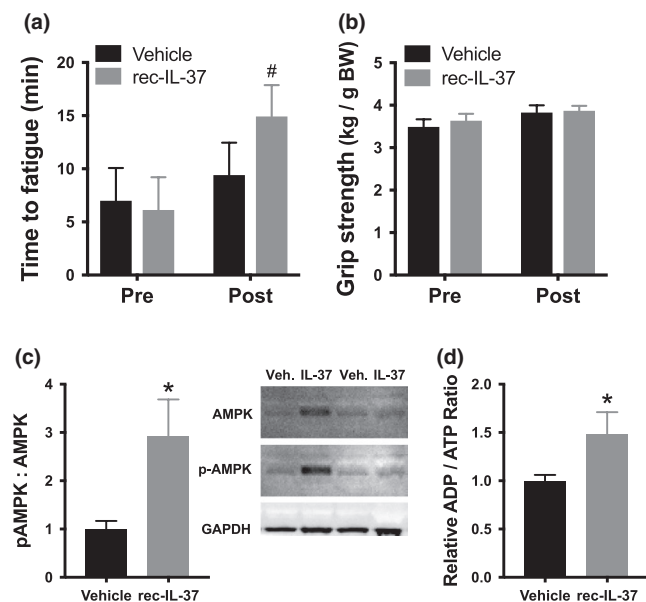 (a)
Vehicle
rec-IL-37
#
Time to fatigue (min)
20
15
10
5
0
Pre Post
(b)
Vehicle
rec-IL-37
Grip strength (kg / g BW)
5
4
3
2
1
0
Pre Post
(c)
*
pAMPK : AMPK
4
3
2
1
0
Vehicle rec-IL-37
Veh. IL-37 Veh. IL-37
AMPK
p-AMPK
GAPDH
(d)
*
Relative ADP / ATP Ratio
2.0
1.5
1.0
0.5
0.0
Vehicle rec-IL-37